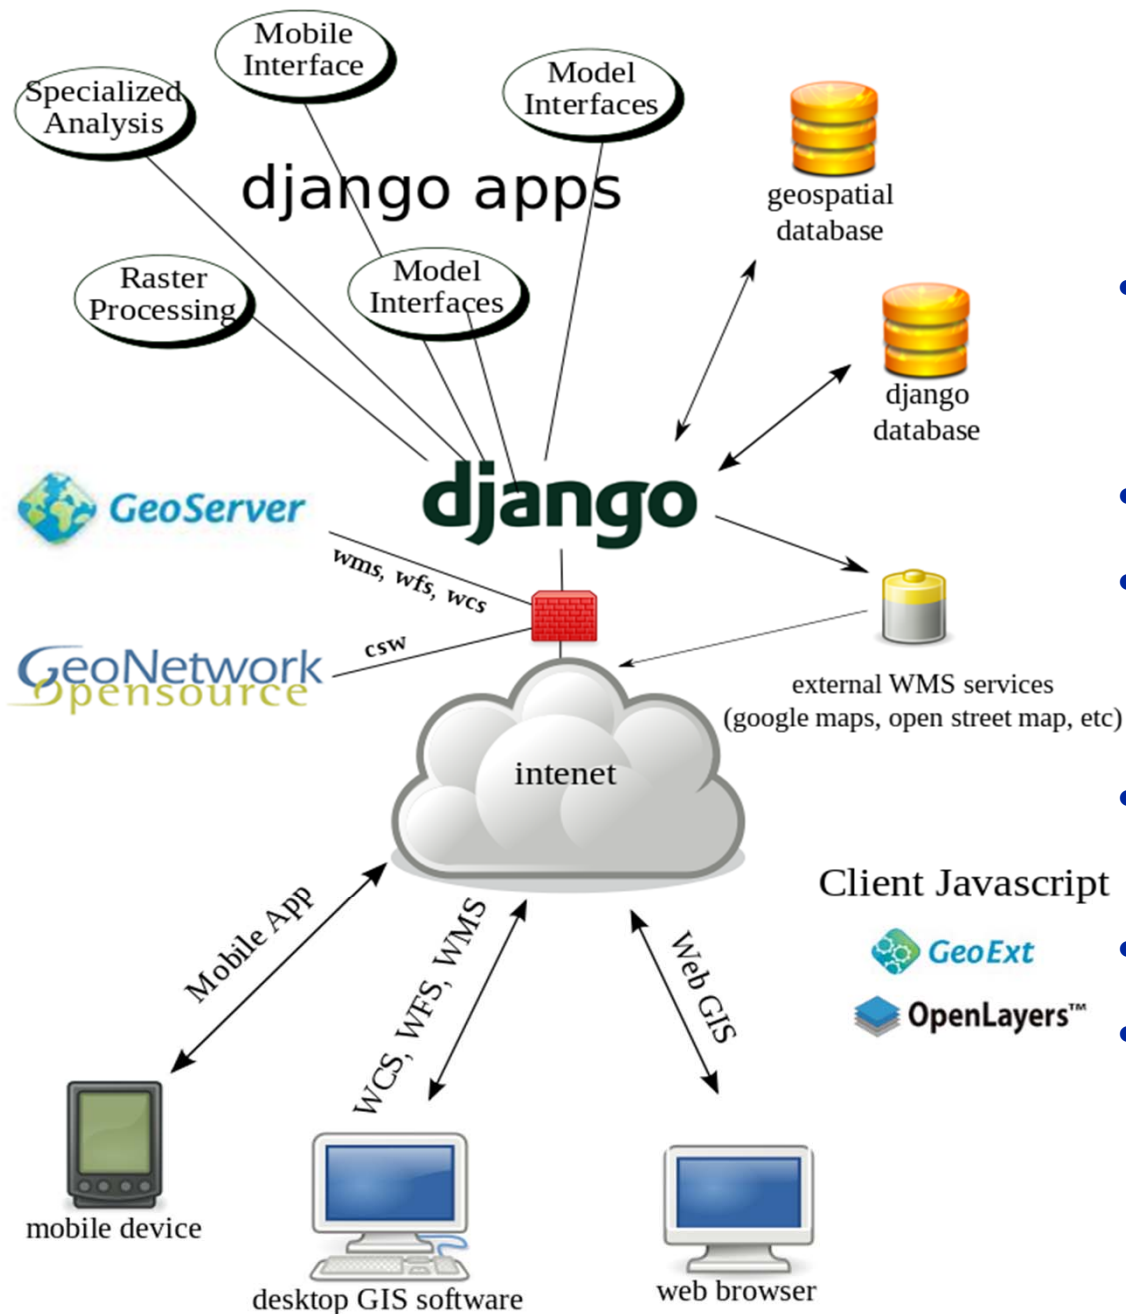 Mobile
Interface
Model
Interfaces
Specialized
Analysis
django apps
geospatial
database
Raster
Processing
Model
Interfaces
django
database
GeoServer
django
wms, wfs, wcs
csw
GeoNetwork
Opensource
external WMS services
(google maps, open street map, etc)
intenet
Client Javascript
GeoExt
OpenLayers™
Mobile App
WCS, WFS, WMS
Web GIS
mobile device
desktop GIS software
web browser